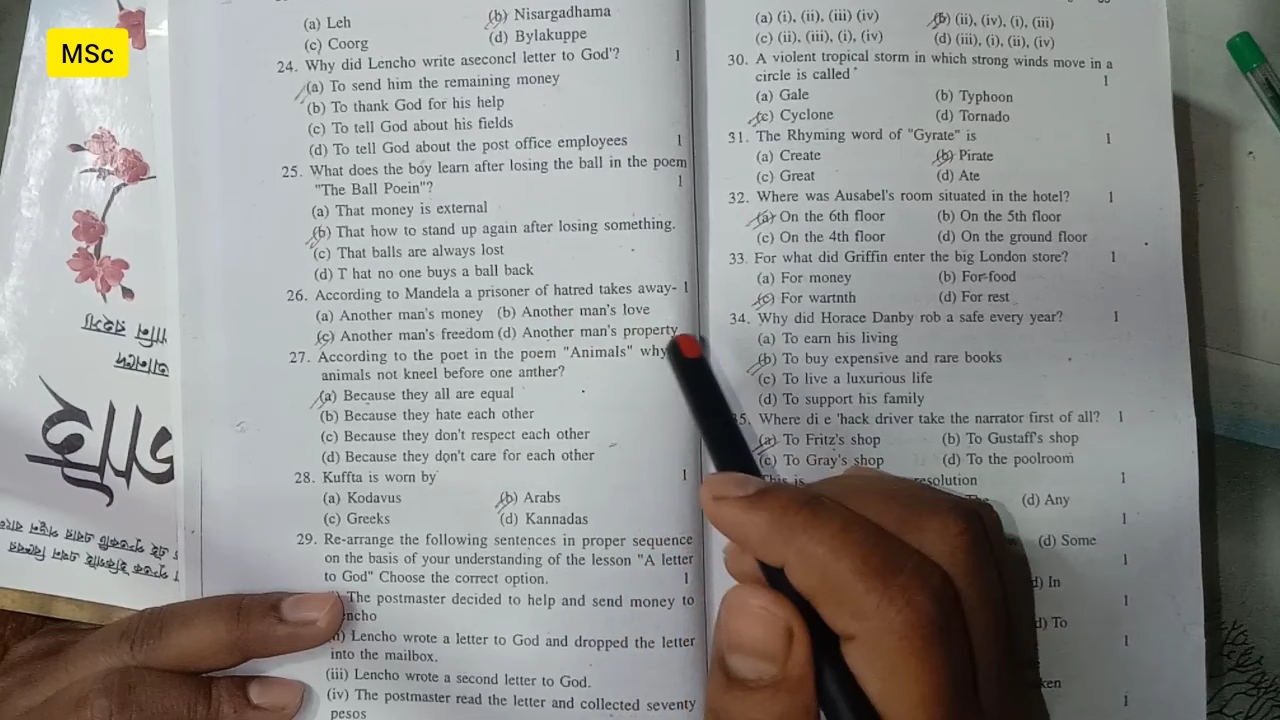 MSc
(a) Leh (b) Nisargadhama
(c) Coorg (d) Bylakuppe
24. Why did Lencho write aseconcl letter to God'? 1
(a) To send him the remaining money
(b) To thank God for his help
(c) To tell God about his fields
(d) To tell God about the post office employees 1
25. What does the boy learn after losing the ball in the poem
"The Ball Poein"? 1
(a) That money is external
(b) That how to stand up again after losing something.
(c) That balls are always lost
(d) T hat no one buys a ball back
26. According to Mandela a prisoner of hatred takes away- 1
(a) Another man's money (b) Another man's love
(c) Another man's freedom (d) Another man's property
27. According to the poet in the poem "Animals" why
animals not kneel before one anther?
(a) Because they all are equal
(b) Because they hate each other
(c) Because they don't respect each other
(d) Because they don't care for each other
28. Kuffta is worn by 1
(a) Kodavus (b) Arabs
(c) Greeks (d) Kannadas
29. Re-arrange the following sentences in proper sequence
on the basis of your understanding of the lesson "A letter
to God" Choose the correct option. 1
The postmaster decided to help and send money to
Lencho wrote a letter to God and dropped the letter
into the mailbox.
(iii) Lencho wrote a second letter to God.
(iv) The postmaster read the letter and collected seventy
pesos
(a) (i), (ii), (iii) (iv) (b) (ii), (iv), (i), (iii)
(c) (ii), (iii), (i), (iv) (d) (iii), (i), (ii), (iv)
30. A violent tropical storm in which strong winds move in a
circle is called 1
(a) Gale (b) Typhoon
(c) Cyclone (d) Tornado
31. The Rhyming word of "Gyrate" is 1
(a) Create (b) Pirate
(c) Great (d) Ate
32. Where was Ausabel's room situated in the hotel? 1
(a) On the 6th floor (b) On the 5th floor
(c) On the 4th floor (d) On the ground floor
33. For what did Griffin enter the big London store? 1
(a) For money (b) For food
(c) For wartnth (d) For rest
34. Why did Horace Danby rob a safe every year? 1
(a) To earn his living
(b) To buy expensive and rare books
(c) To live a luxurious life
(d) To support his family
35. Where di e 'hack driver take the narrator first of all? 1
(a) To Fritz's shop (b) To Gustaff's shop
(c) To Gray's shop (d) To the poolroom
This is resolution 1
(d) Any
1
(d) Some
1
In
1
To
1
1